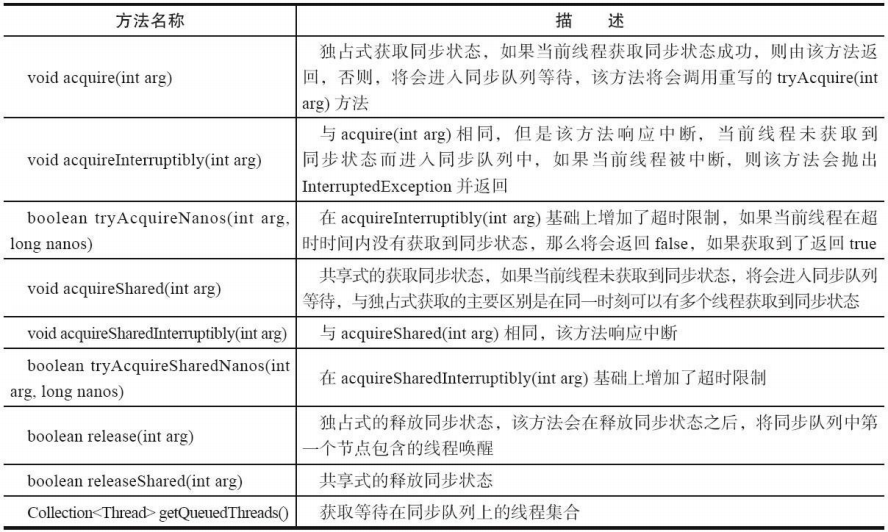 方法名称
描 述
void acquire(int arg)
独占式获取同步状态，如果当前线程获取同步状态成功，则由该方法返
回，否则，将会进入同步队列等待，该方法将会调用重写的 tryAcquire(int
arg) 方法
void acquireInterruptibly(int arg)
与 acquire(int arg) 相同，但是该方法响应中断，当前线程未获取到
同步状态而进入同步队列中，如果当前线程被中断，则该方法会抛出
InterruptedException 并返回
boolean tryAcquireNanos(int arg,
long nanos)
在 acquireInterruptibly(int arg) 基础上增加了超时限制，如果当前线程在超
时时间内没有获取到同步状态，那么将会返回 false，如果获取到了返回 true
void acquireShared(int arg)
共享式的获取同步状态，如果当前线程未获取到同步状态，将会进入同步队列
等待，与独占式获取的主要区别是在同一时刻可以有多个线程获取到同步状态
void acquireSharedInterruptibly(int arg)
与 acquireShared(int arg) 相同，该方法响应中断
boolean tryAcquireSharedNanos(int
arg, long nanos)
在 acquireSharedInterruptibly(int arg) 基础上增加了超时限制
boolean release(int arg)
独占式的释放同步状态，该方法会在释放同步状态之后，将同步队列中第
一个节点包含的线程唤醒
boolean releaseShared(int arg)
共享式的释放同步状态
Collection<Thread> getQueuedThreads()
获取等待在同步队列上的线程集合